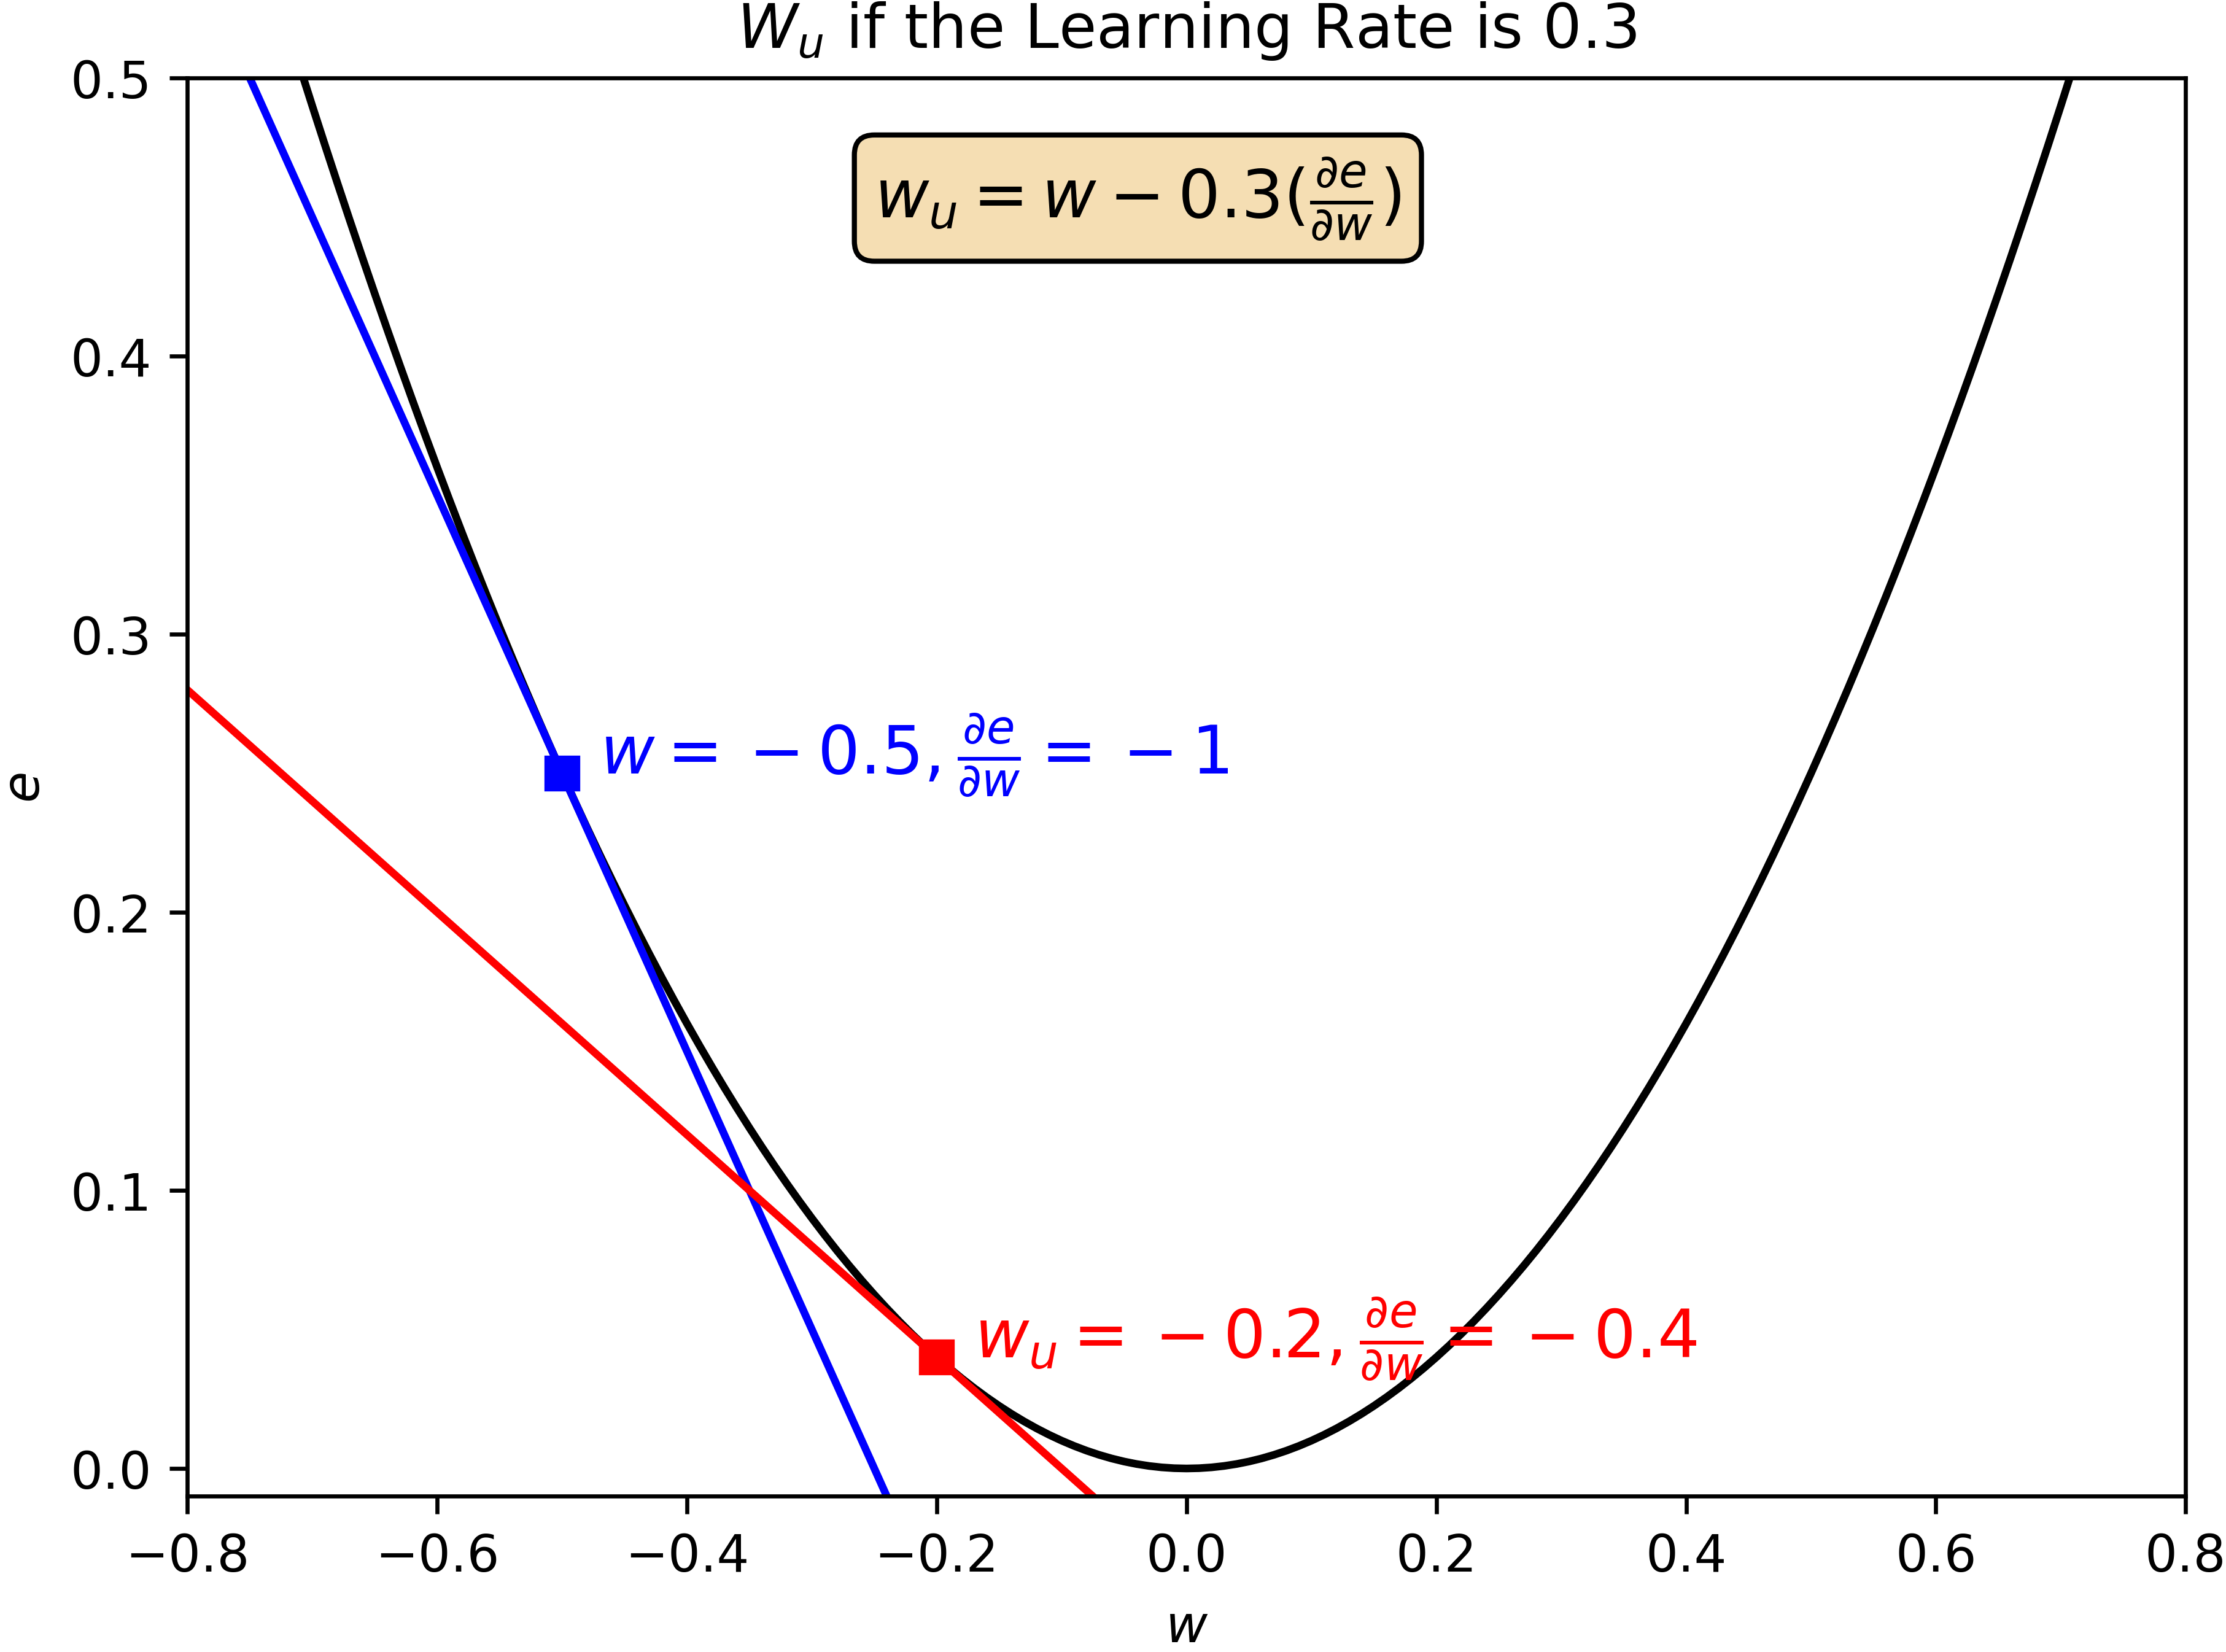 W_u if the Learning Rate is 0.3
0.5
w_u = w − 0.3(∂e/∂w)
0.4
0.3
w = −0.5, ∂e/∂w = −1
e
0.2
0.1
w_u = −0.2, ∂e/∂w = −0.4
0.0
−0.8 −0.6 −0.4 −0.2 0.0 0.2 0.4 0.6 0.8
w